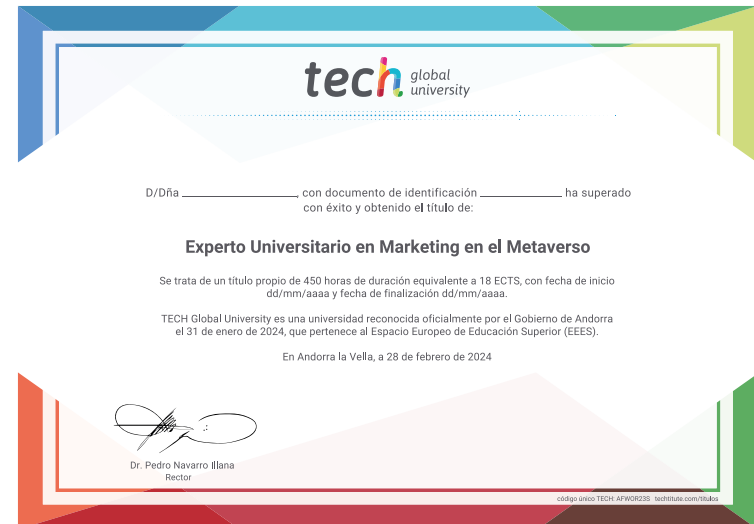 tech global university
D/Dña ____________, con documento de identificación ____________ ha superado
con éxito y obtenido el título de:
Experto Universitario en Marketing en el Metaverso
Se trata de un título propio de 450 horas de duración equivalente a 18 ECTS, con fecha de inicio
dd/mm/aaaa y fecha de finalización dd/mm/aaaa.
TECH Global University es una universidad reconocida oficialmente por el Gobierno de Andorra
el 31 de enero de 2024, que pertenece al Espacio Europeo de Educación Superior (EEES).
En Andorra la Vella, a 28 de febrero de 2024
Dr. Pedro Navarro Illana
Rector
código único TECH: AFWOR23S techtitute.com/titulos